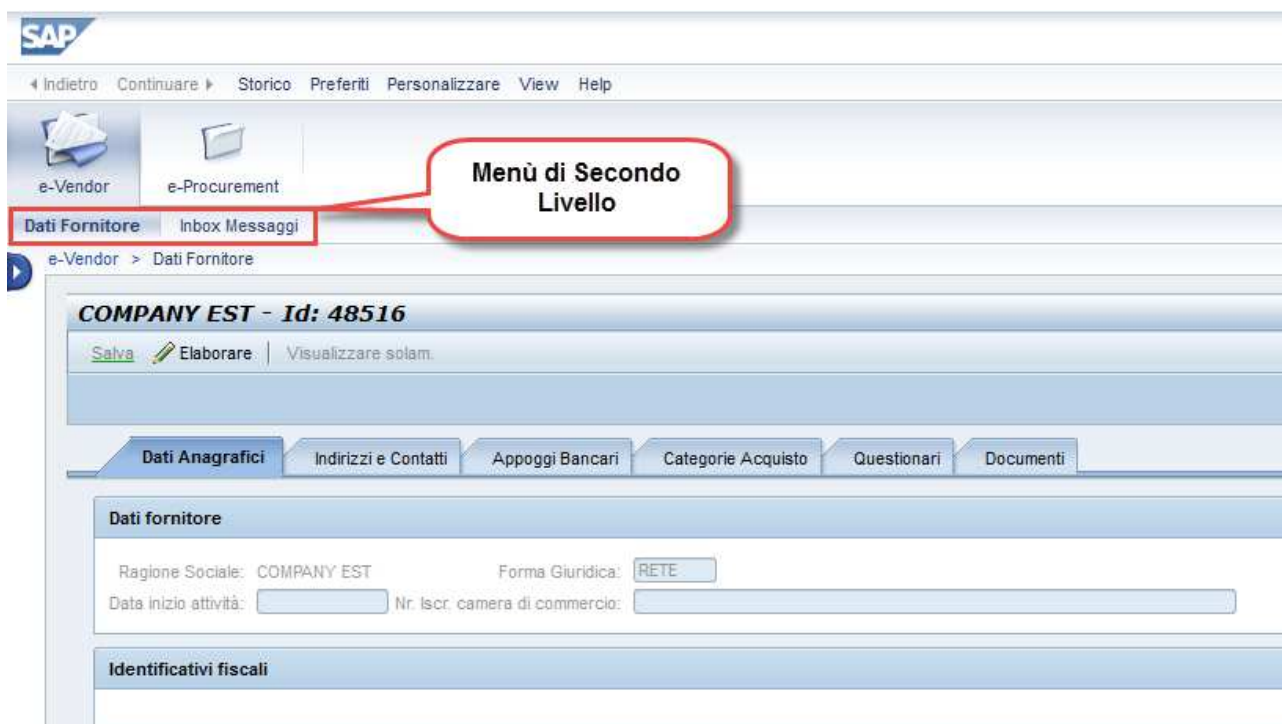 SAP
Indietro Continuare Storico Preferiti Personalizzare View Help
e-Vendor e-Procurement
Menù di Secondo
Livello
Dati Fornitore Inbox Messaggi
e-Vendor > Dati Fornitore
COMPANY EST - Id: 48516
Salva Elaborare | Visualizzare solam.
Dati Anagrafici Indirizzi e Contatti Appoggi Bancari Categorie Acquisto Questionari Documenti
Dati fornitore
Ragione Sociale: COMPANY EST Forma Giuridica: RETE
Data inizio attività: Nr. Iscr. camera di commercio:
Identificativi fiscali